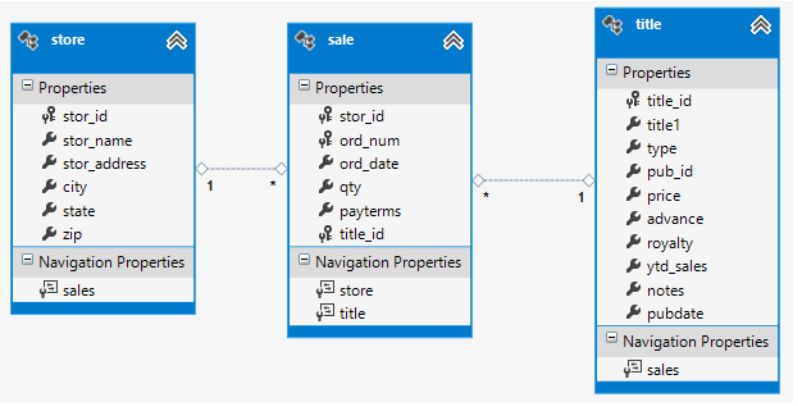 store
Properties
stor_id
stor_name
stor_address
city
state
zip
Navigation Properties
sales
1
*
sale
Properties
stor_id
ord_num
ord_date
qty
payterms
title_id
Navigation Properties
store
title
*
1
title
Properties
title_id
title1
type
pub_id
price
advance
royalty
ytd_sales
notes
pubdate
Navigation Properties
sales